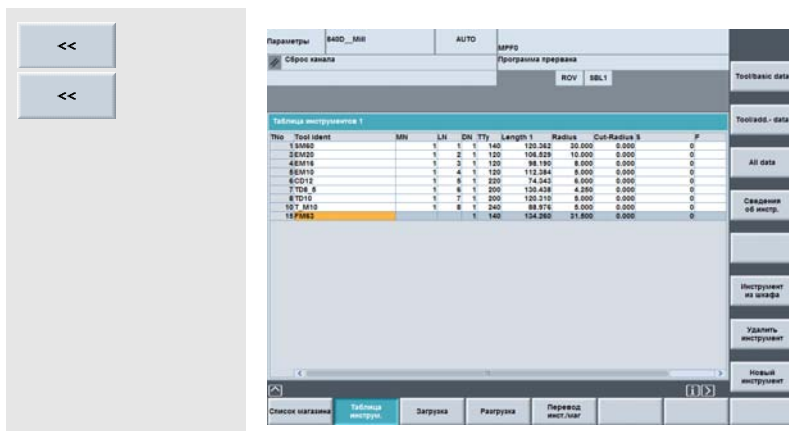 <<
<<
Параметры 840D__Mill AUTO
MPF0
Сброс канала Программа прервана
ROV SBL1
Таблица инструментов 1
TNo Tool ident MN LN DN TTy Length 1 Radius Cut-Radius S P
1 SM60 1 1 1 140 120.362 30.000 0.000 0
3 EM20 1 2 1 120 106.529 10.000 0.000 0
4 EM16 1 3 1 120 98.190 8.000 0.000 0
5 EM10 1 4 1 120 112.384 5.000 0.000 0
6 CD12 1 5 1 220 74.343 6.000 0.000 0
7 TD8_5 1 6 1 200 130.438 4.250 0.000 0
8 TD10 1 7 1 200 120.310 5.000 0.000 0
10 T_M10 1 8 1 240 88.976 5.000 0.000 0
15 FM63 1 140 134.260 31.500 0.000 0
Tool/basic data
Tool/add.- data
All data
Сведения
об инстр.
Инструмент
из шкафа
Удалить
инструмент
Новый
инструмент
Список магазина Таблица инструм. Загрузка Разгрузка Перевод инст./маг